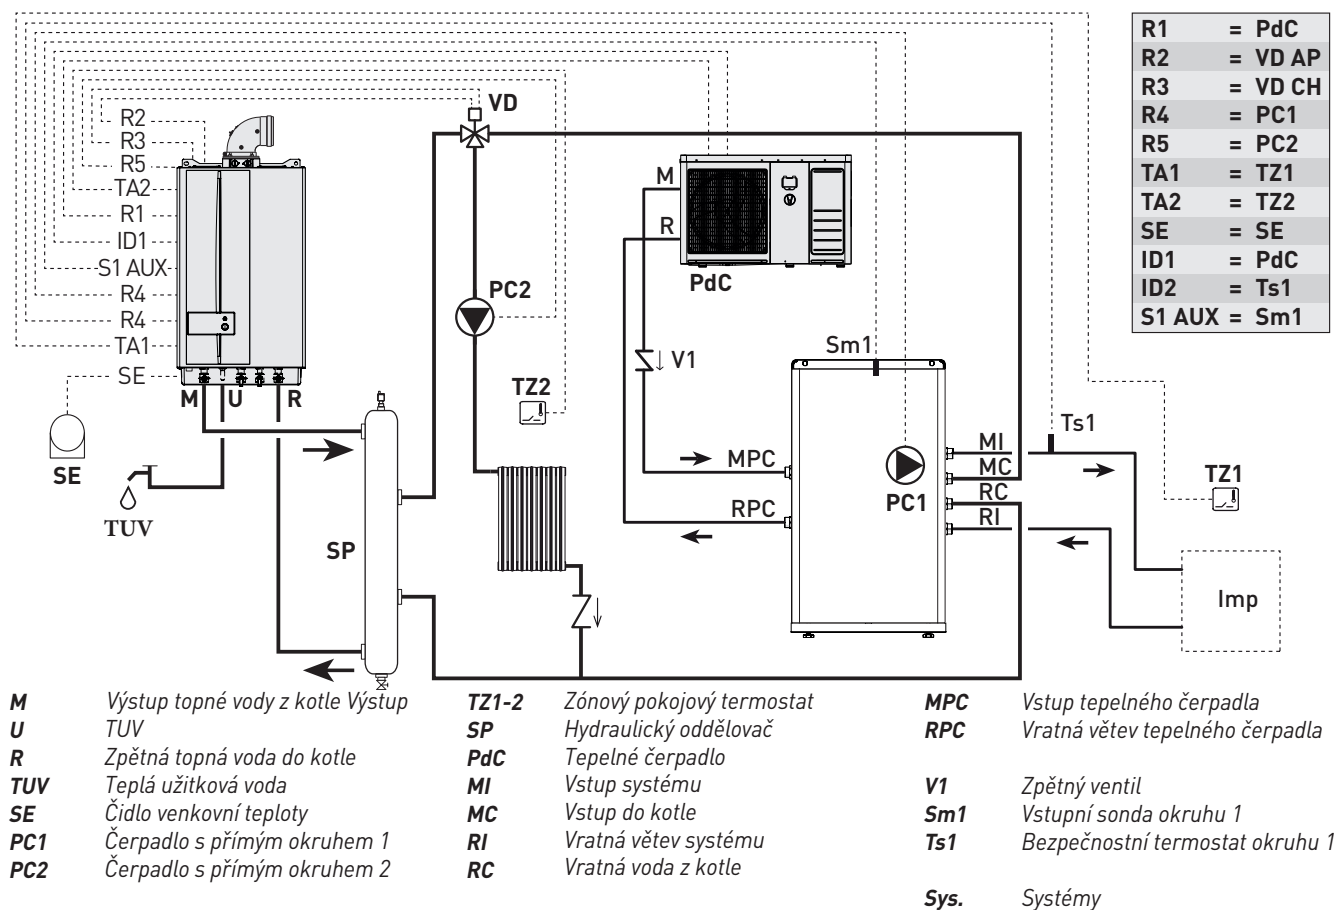 R1 = PdC
R2 = VD AP
R3 = VD CH
R4 = PC1
R5 = PC2
TA1 = TZ1
TA2 = TZ2
SE = SE
ID1 = PdC
ID2 = Ts1
S1 AUX = Sm1
VD
R2
R3
R5
TA2
R1
ID1
S1 AUX
R4
R4
TA1
SE
M
R
PdC
PC2
V1
Sm1
TZ2
M U R
SE
TUV
SP
MPC
RPC
PC1
MI
MC
RC
RI
Ts1
TZ1
Imp
M Výstup topné vody z kotle Výstup
U TUV
R Zpětná topná voda do kotle
TUV Teplá užitková voda
SE Čidlo venkovní teploty
PC1 Čerpadlo s přímým okruhem 1
PC2 Čerpadlo s přímým okruhem 2
TZ1-2 Zónový pokojový termostat
SP Hydraulický oddělovač
PdC Tepelné čerpadlo
MI Vstup systému
MC Vstup do kotle
RI Vratná větev systému
RC Vratná voda z kotle
MPC Vstup tepelného čerpadla
RPC Vratná větev tepelného čerpadla
V1 Zpětný ventil
Sm1 Vstupní sonda okruhu 1
Ts1 Bezpečnostní termostat okruhu 1
Sys. Systémy